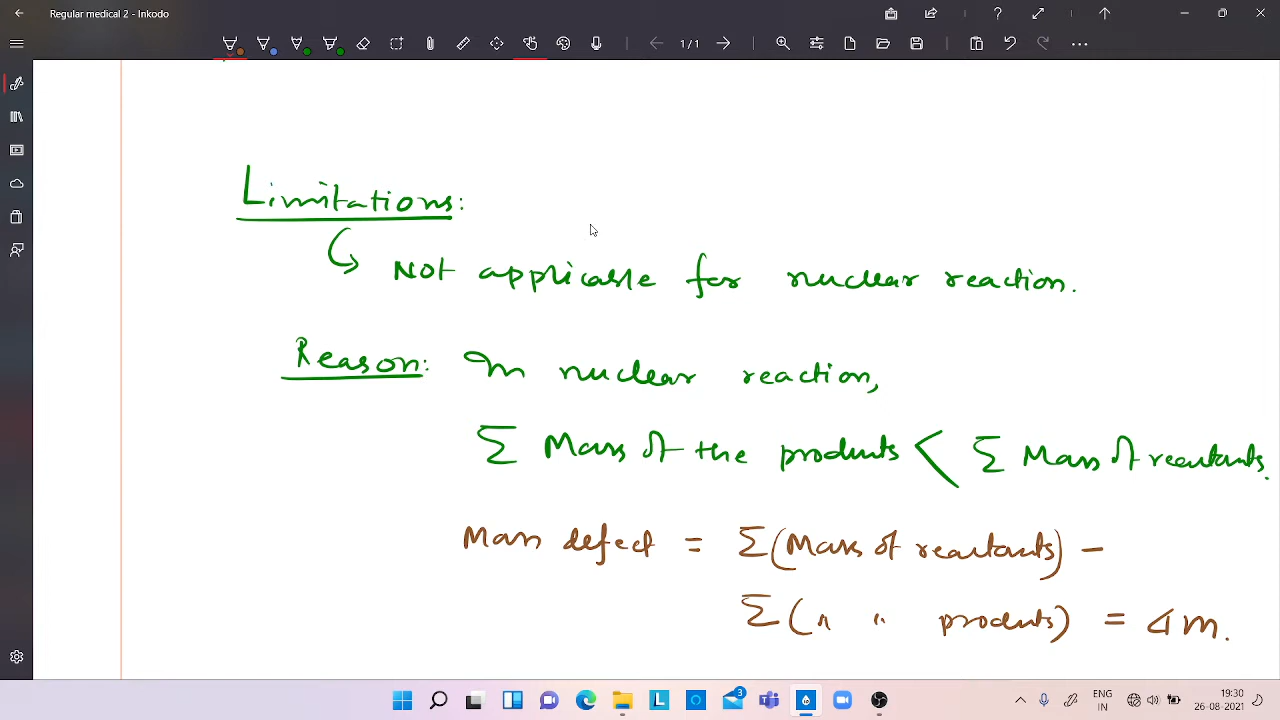 Regular medical 2 - Inkodo
1/1
Limitations:
Not applicable for nuclear reaction.
Reason: In nuclear reaction,
Σ Mass of the products < Σ Mass of reactants.
Mass defect = Σ(Mass of reactants) −
Σ( " " products) = Δm.
3
ENG
IN
19:30
26-08-2021